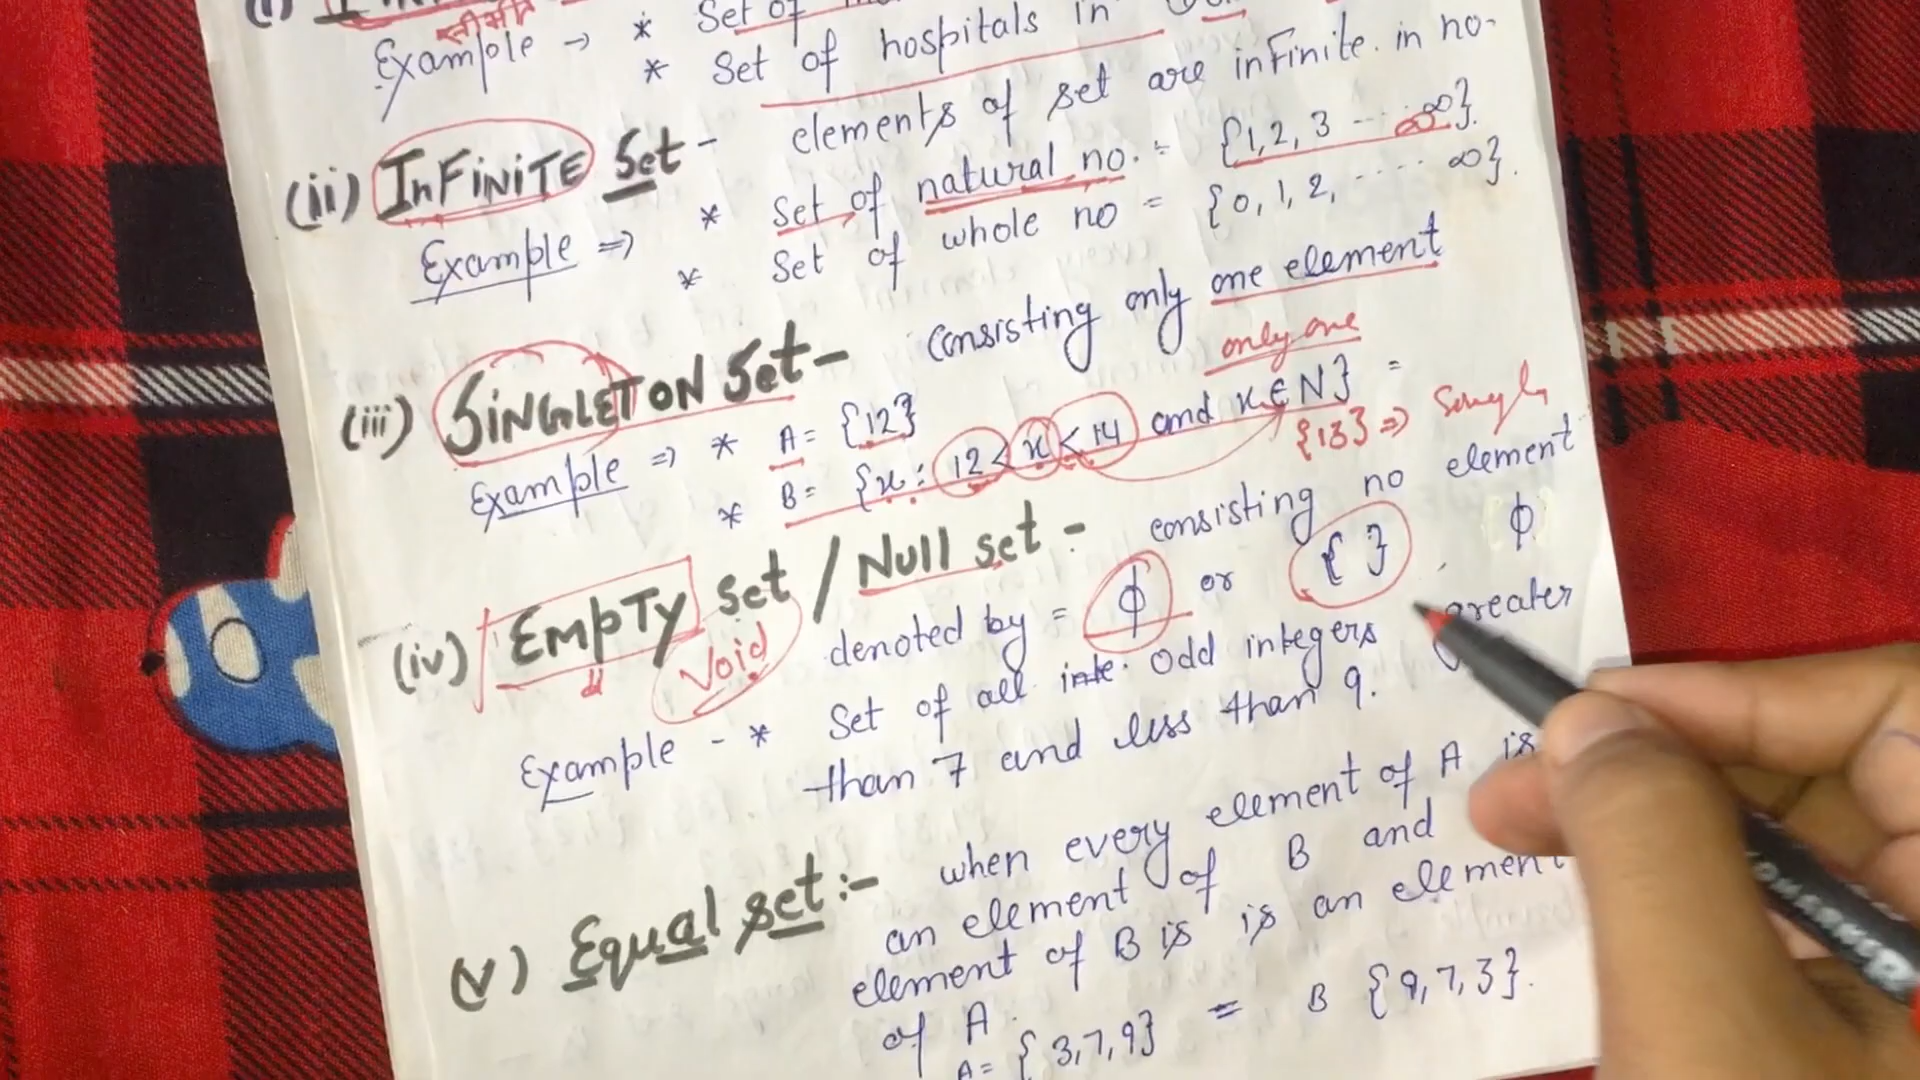 (i)
सीमित
Example → * Set of
* Set of hospitals in
(ii) InFiNiTE Set - elements of set are inFinite. in no-
Example ⇒ * Set of natural no. = {1, 2, 3 --- ∞}.
* Set of whole no = {0, 1, 2, ---- ∞}.
(iii) SiNGLETON Set - consisting only one element
only one
Example ⇒ * A = {12}
* B = {x : 12 < x < 14 and x ∈ N} =
{13} ⇒
(iv) EmpTy set / Null set - consisting no element
Void
denoted by = ϕ or { } . ϕ
Example - * Set of all inte. odd integers greater
than 7 and less than 9.
(v) Equal set :- when every element of A is
an element of B and
element of B is is an element
of A.
A = {3,7,9} = B {9,7,3}.